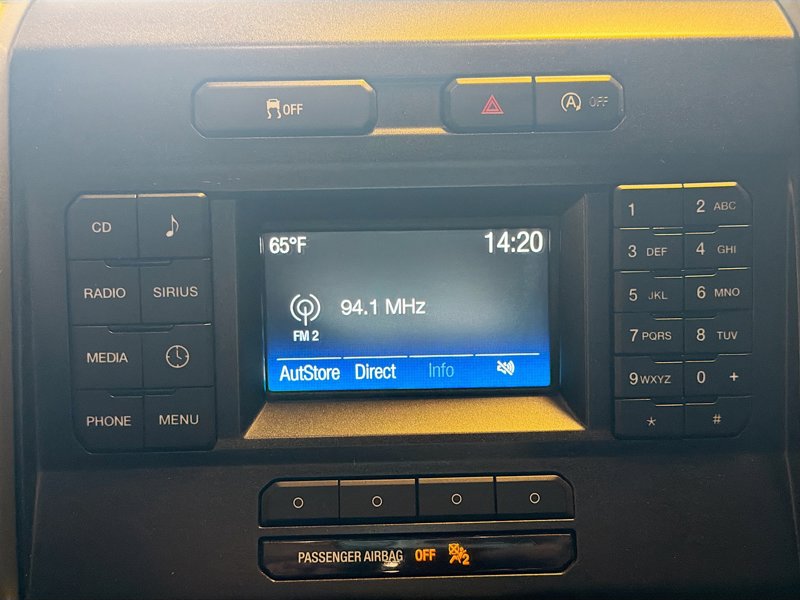 OFF
A OFF
CD
RADIO SIRIUS
MEDIA
PHONE MENU
65°F 14:20
94.1 MHz
FM 2
AutStore Direct Info
1 2 ABC
3 DEF 4 GHI
5 JKL 6 MNO
7 PQRS 8 TUV
9 WXYZ 0 +
* #
PASSENGER AIRBAG OFF 2